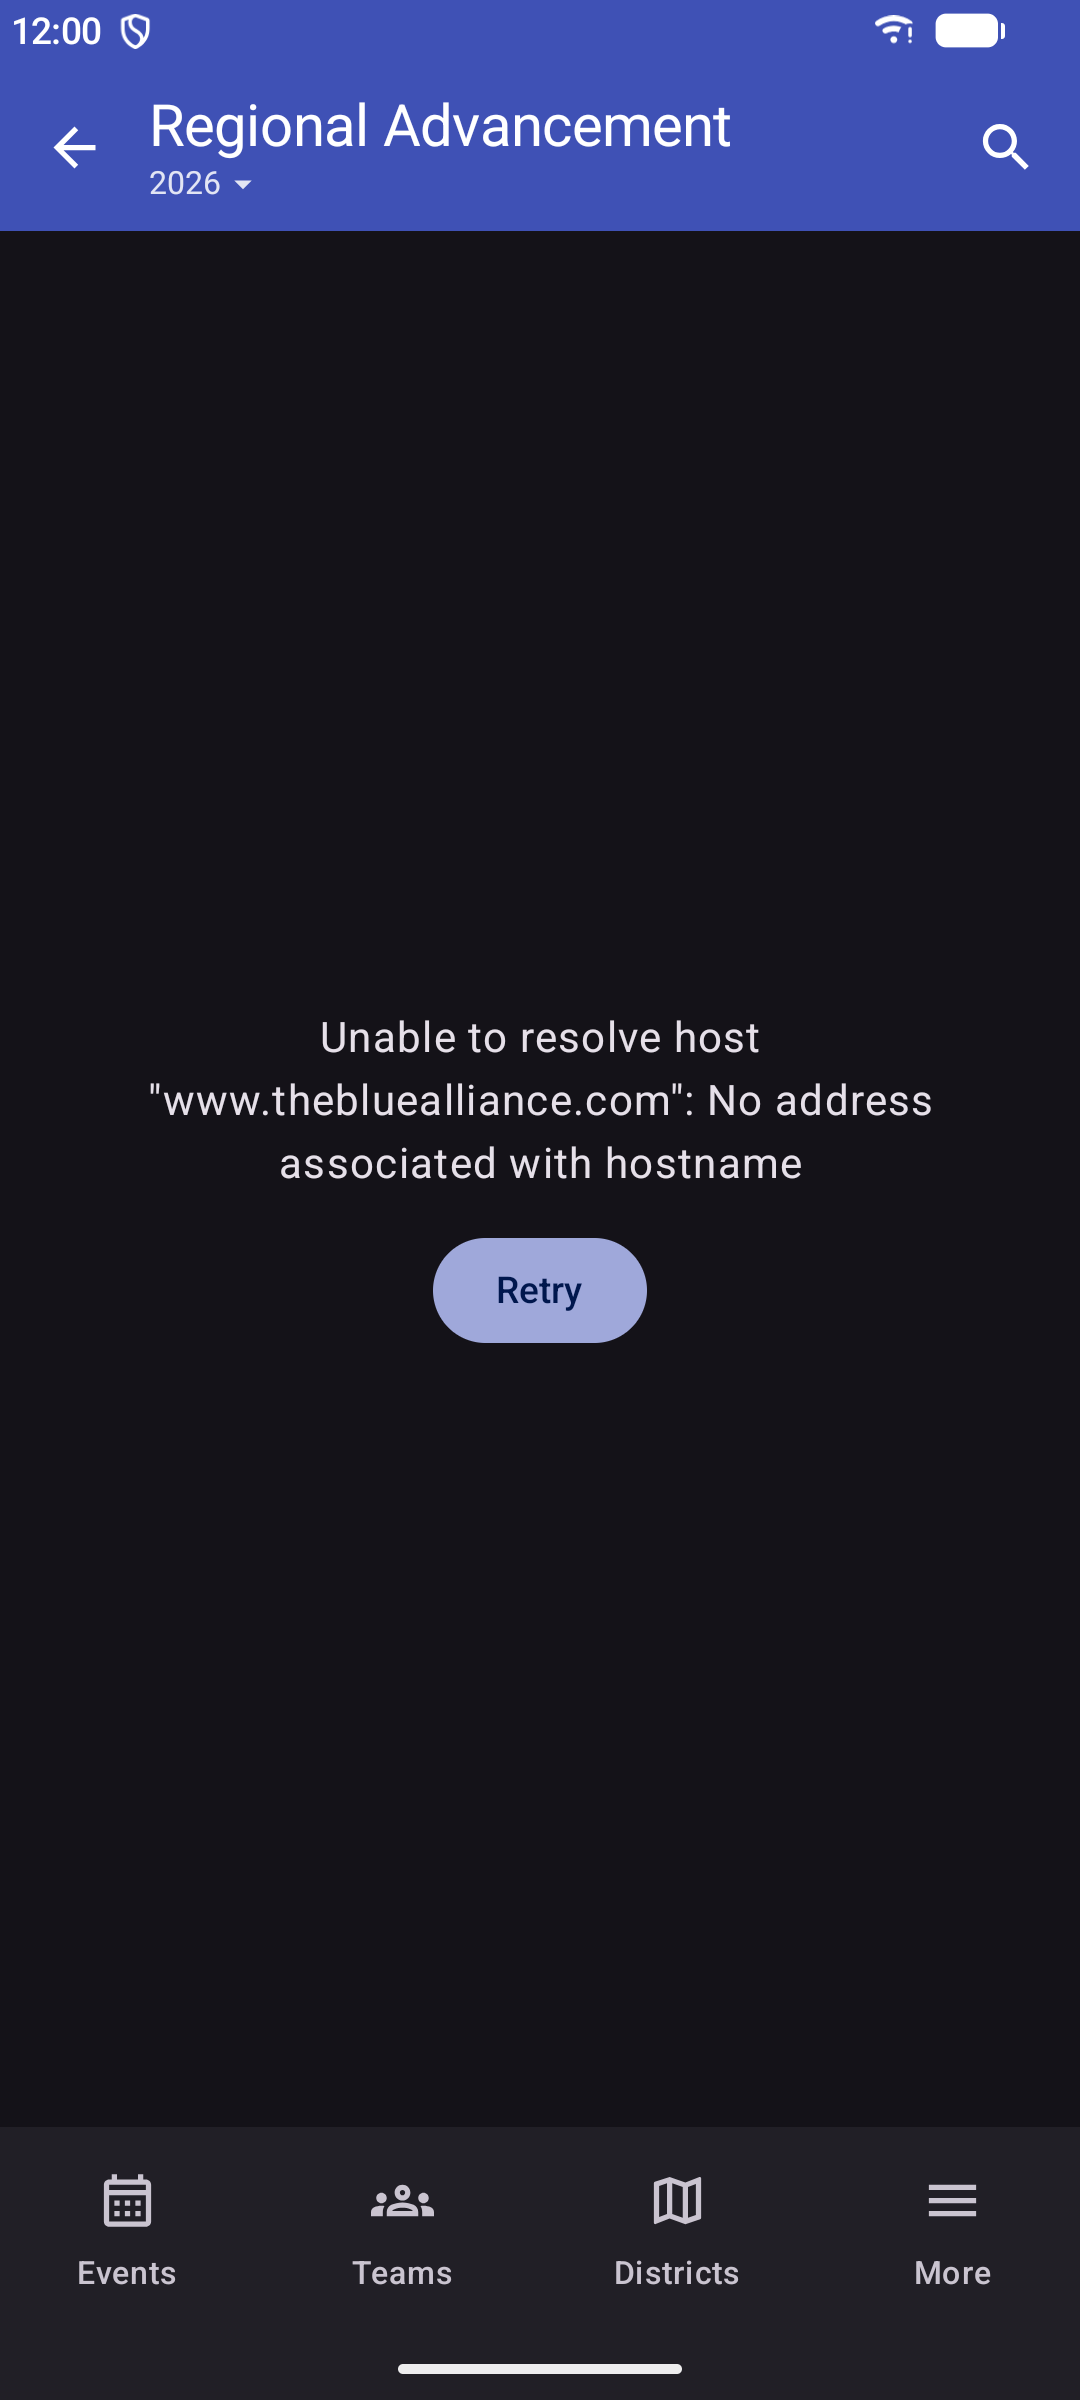 12:00
Regional Advancement
2026
Unable to resolve host
"www.thebluealliance.com": No address
associated with hostname
Retry
Events
Teams
Districts
More